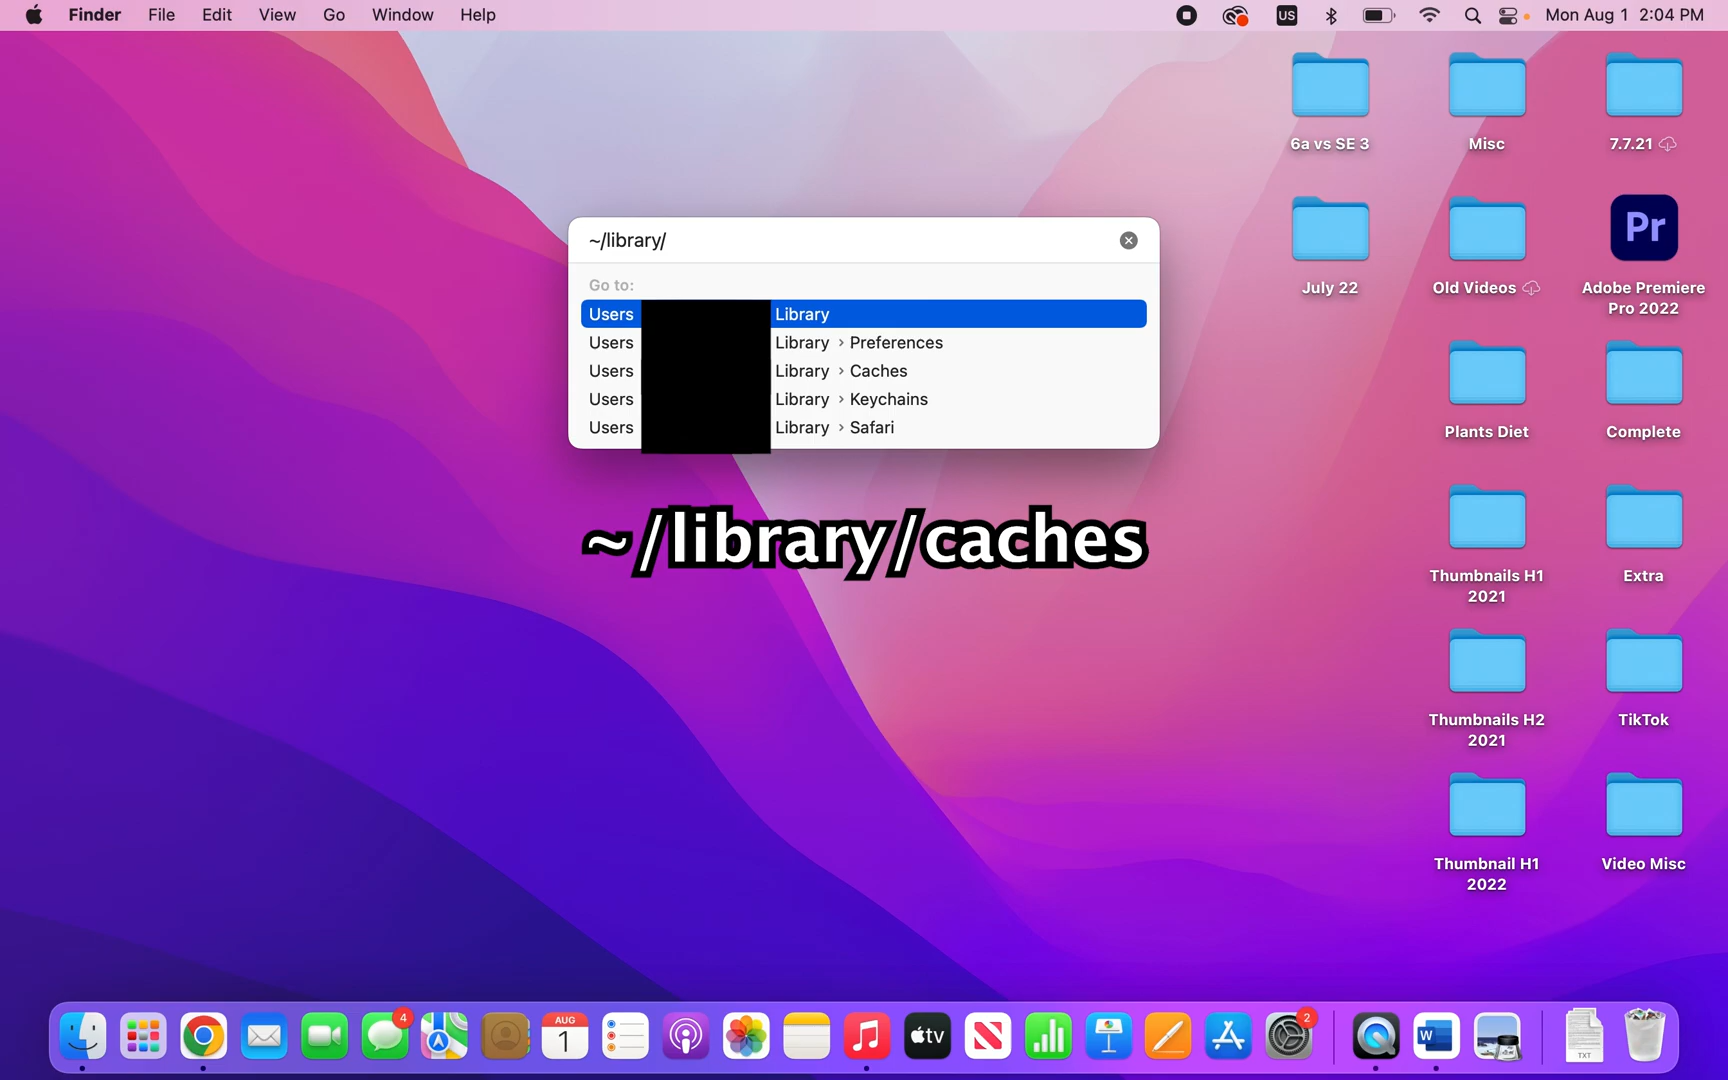 Finder File Edit View Go Window Help
US Mon Aug 1 2:04 PM
~/library/
Go to:
Users Library
Users Library › Preferences
Users Library › Caches
Users Library › Keychains
Users Library › Safari
~/library/caches
6a vs SE 3
Misc
7.7.21
July 22
Old Videos
Pr
Adobe Premiere
Pro 2022
Plants Diet
Complete
Thumbnails H1
2021
Extra
Thumbnails H2
2021
TikTok
Thumbnail H1
2022
Video Misc
4
AUG
1
tv
2
W
TXT